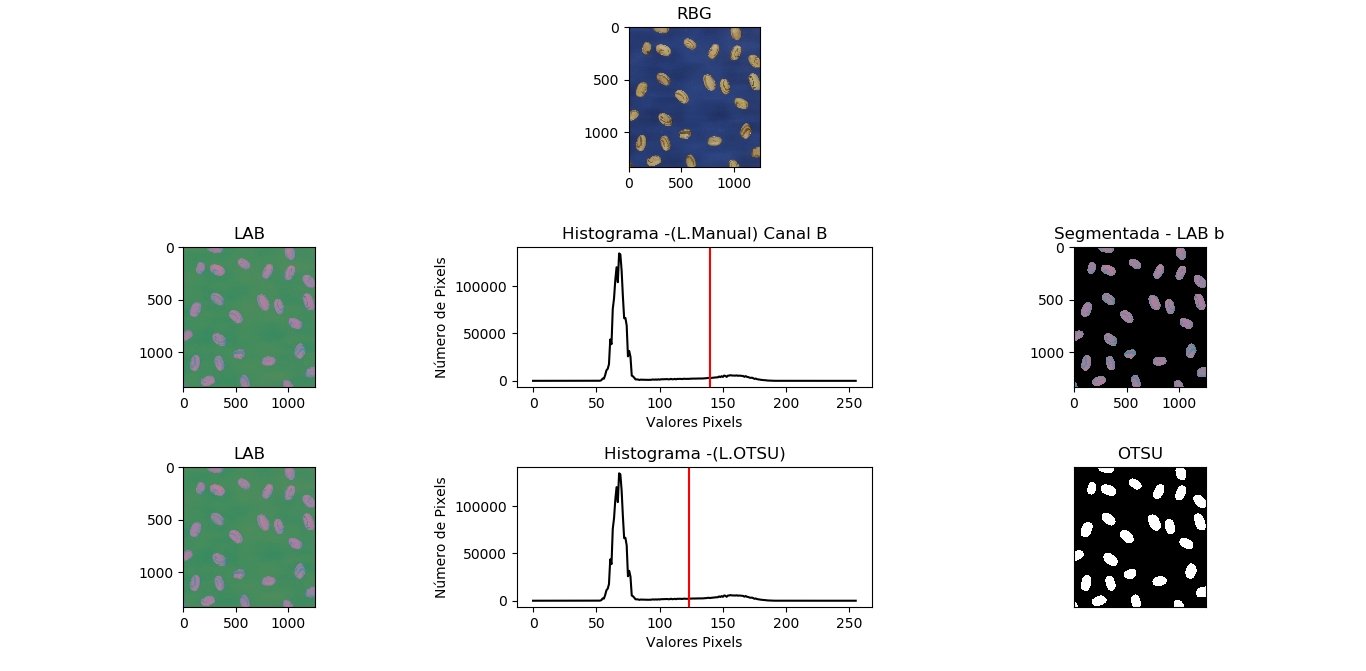 RBG
0
500
1000
0 500 1000
LAB
0
500
1000
0 500 1000
Histograma -(L.Manual) Canal B
Número de Pixels
100000
50000
0
0 50 100 150 200 250
Valores Pixels
Segmentada - LAB b
0
500
1000
0 500 1000
LAB
0
500
1000
0 500 1000
Histograma -(L.OTSU)
Número de Pixels
100000
50000
0
0 50 100 150 200 250
Valores Pixels
OTSU